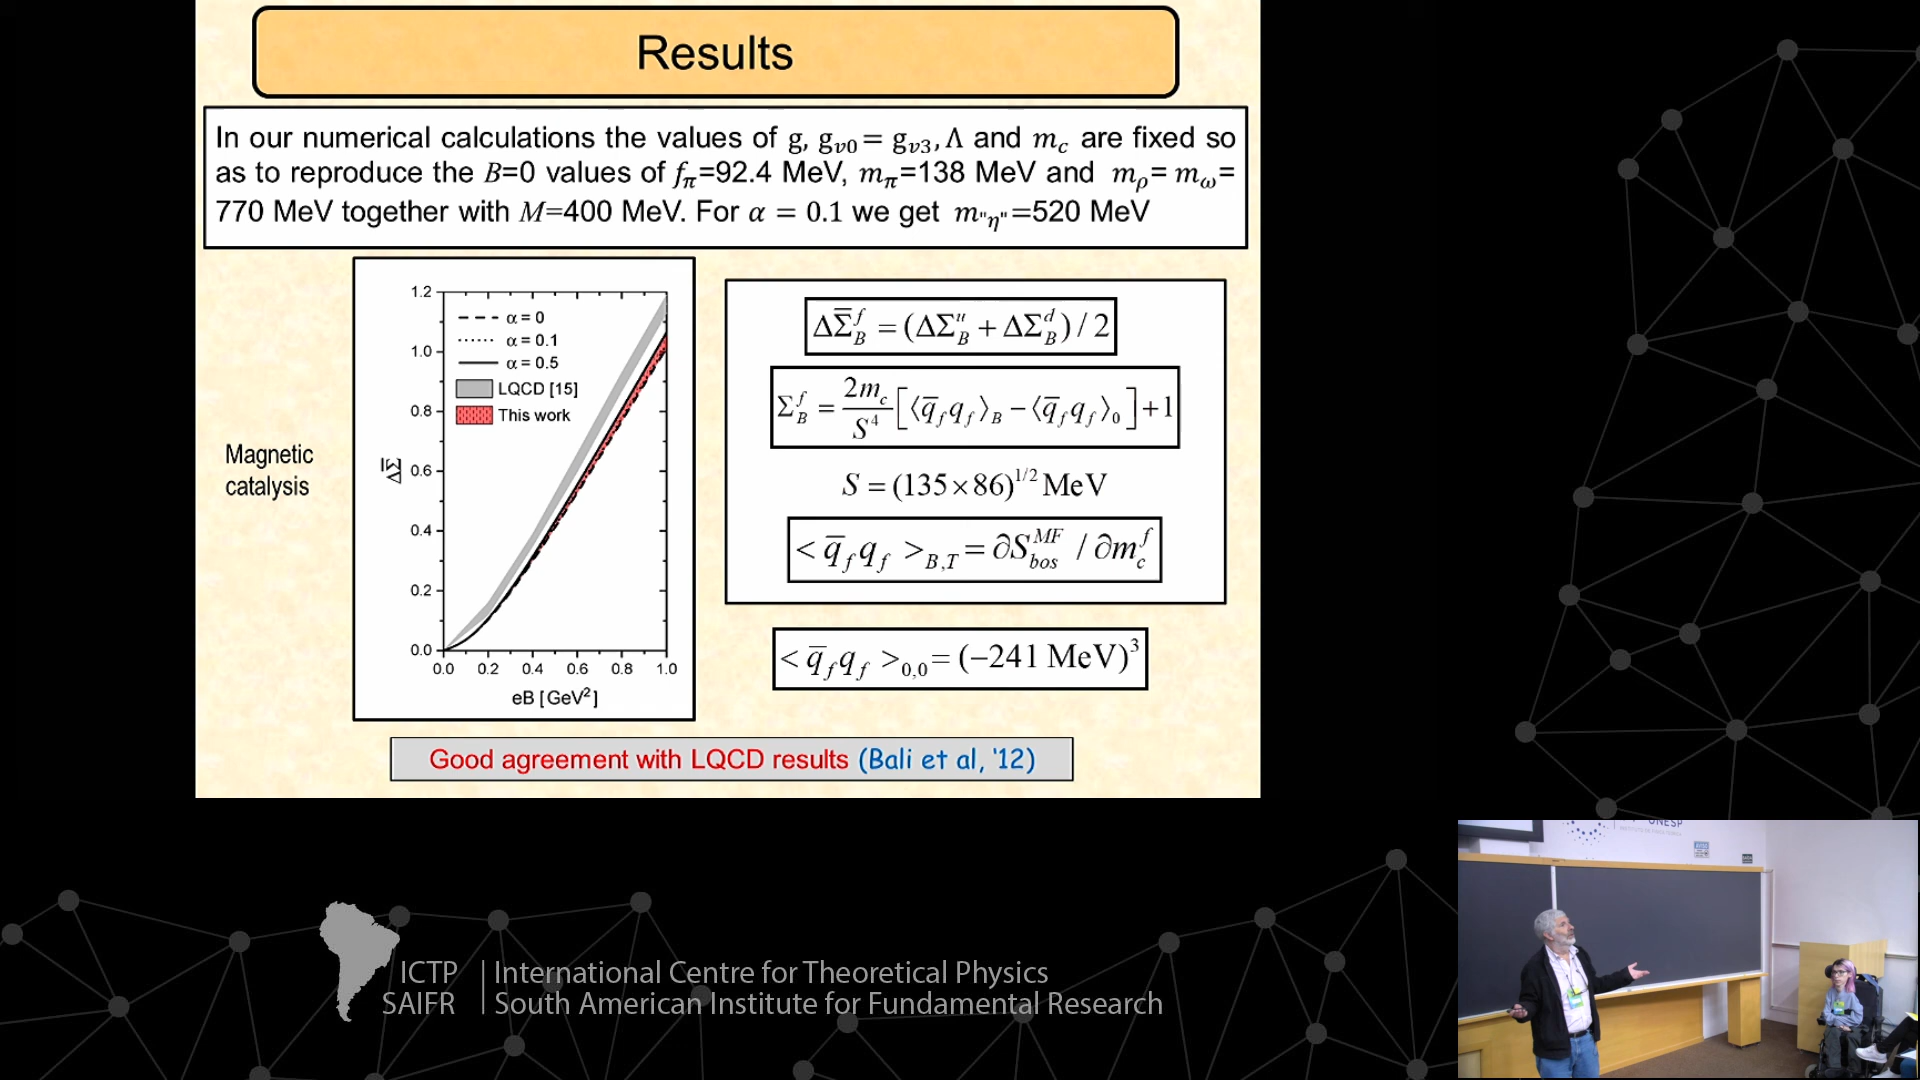 Results
In our numerical calculations the values of g, g_{v0} = g_{v3}, Λ and m_c are fixed so
as to reproduce the B=0 values of f_π=92.4 MeV, m_π=138 MeV and m_ρ= m_ω=
770 MeV together with M=400 MeV. For α = 0.1 we get m_{"η"}=520 MeV
Magnetic
catalysis
1.2
1.0
0.8
0.6
0.4
0.2
0.0
ΔΣ̅
α = 0
α = 0.1
α = 0.5
LQCD [15]
This work
0.0 0.2 0.4 0.6 0.8 1.0
eB [GeV²]
ΔΣ̅_B^f = (ΔΣ_B^u + ΔΣ_B^d) / 2
Σ_B^f = 2m_c / S⁴ [⟨q̅_f q_f⟩_B − ⟨q̅_f q_f⟩_0] + 1
S = (135×86)^{1/2} MeV
< q̅_f q_f >_{B,T} = ∂S_{bos}^{MF} / ∂m_c^f
< q̅_f q_f >_{0,0} = (−241 MeV)³
Good agreement with LQCD results (Bali et al, '12)
UNESP
ICTP | International Centre for Theoretical Physics
SAIFR | South American Institute for Fundamental Research